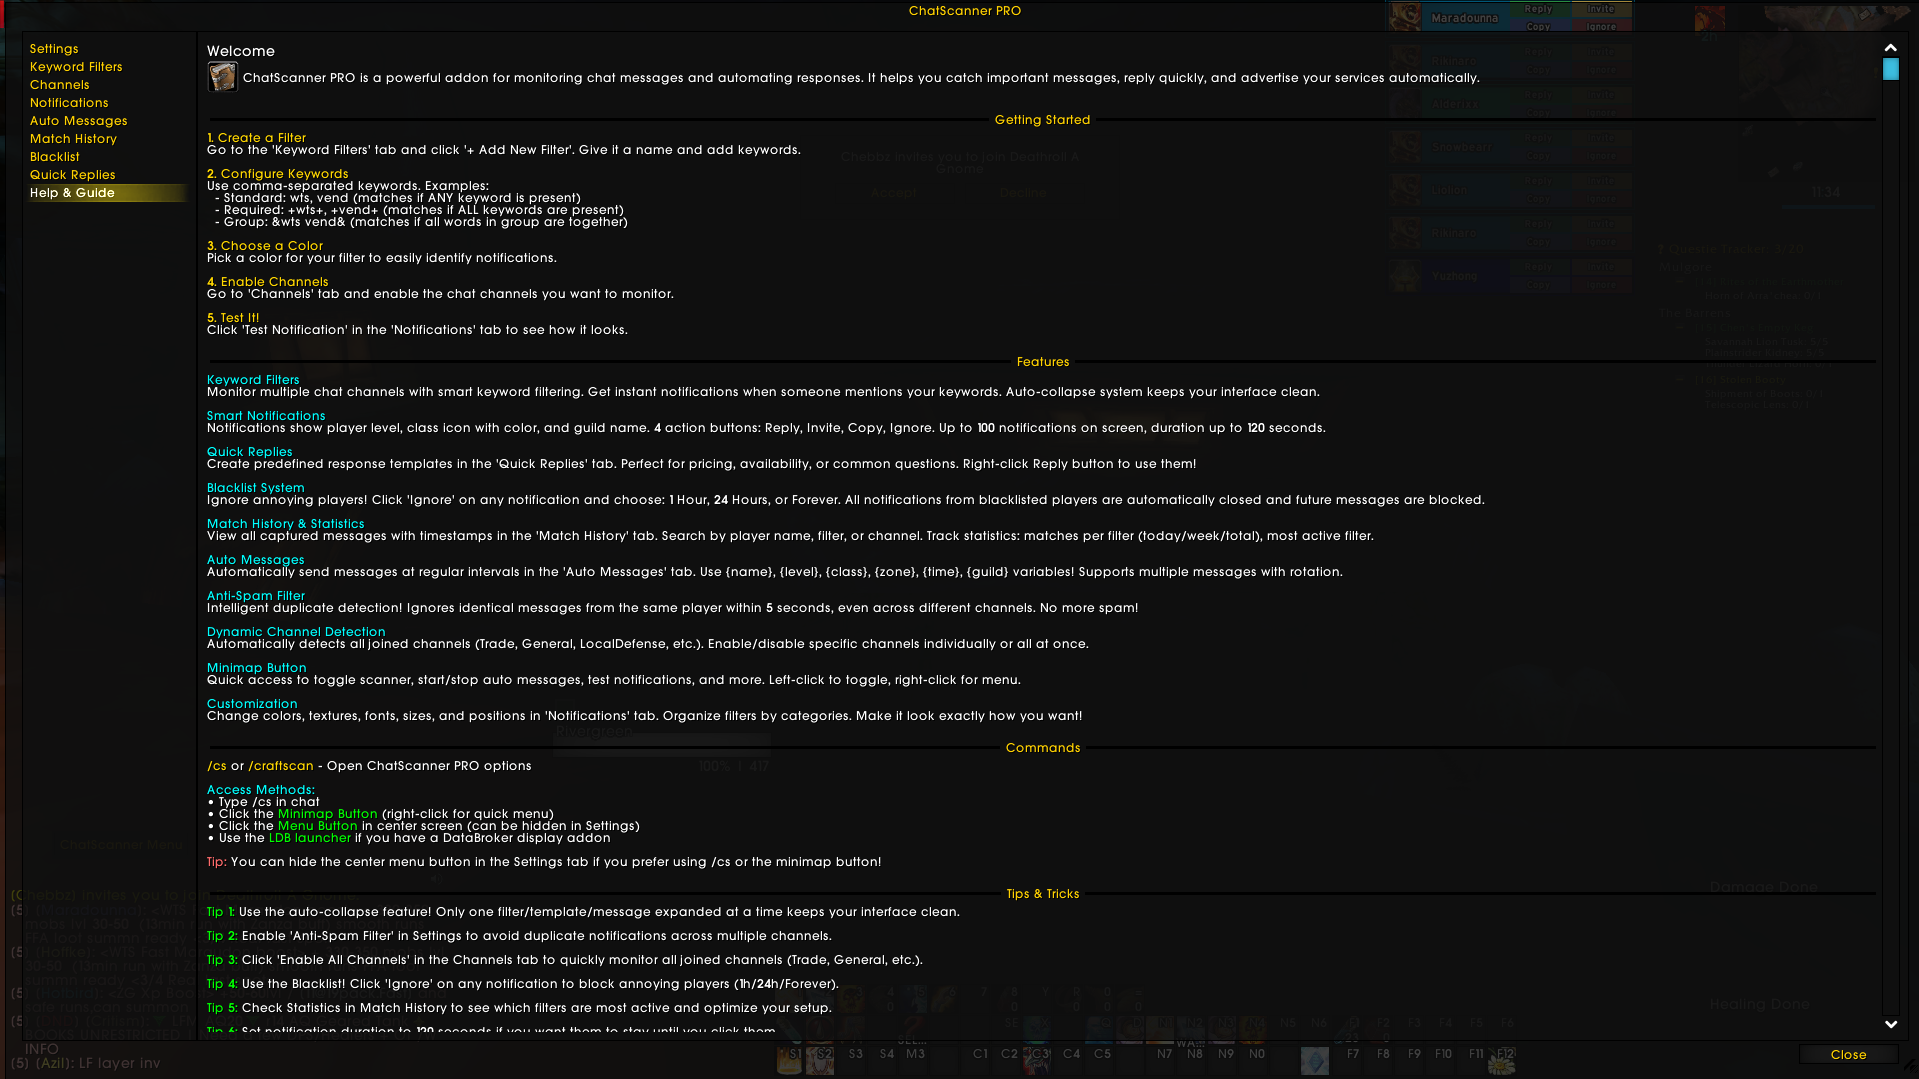 ChatScanner PRO
Settings
Keyword Filters
Channels
Notifications
Auto Messages
Match History
Blacklist
Quick Replies
Help & Guide
Welcome
ChatScanner PRO is a powerful addon for monitoring chat messages and automating responses. It helps you catch important messages, reply quickly, and advertise your services automatically.
Getting Started
1. Create a Filter
Go to the 'Keyword Filters' tab and click '+ Add New Filter'. Give it a name and add keywords.
2. Configure Keywords
Use comma-separated keywords. Examples:
- Standard: wts, vend (matches if ANY keyword is present)
- Required: +wts+, +vend+ (matches if ALL keywords are present)
- Group: &wts vend& (matches if all words in group are together)
3. Choose a Color
Pick a color for your filter to easily identify notifications.
4. Enable Channels
Go to 'Channels' tab and enable the chat channels you want to monitor.
5. Test It!
Click 'Test Notification' in the 'Notifications' tab to see how it looks.
Features
Keyword Filters
Monitor multiple chat channels with smart keyword filtering. Get instant notifications when someone mentions your keywords. Auto-collapse system keeps your interface clean.
Smart Notifications
Notifications show player level, class icon with color, and guild name. 4 action buttons: Reply, Invite, Copy, Ignore. Up to 100 notifications on screen, duration up to 120 seconds.
Quick Replies
Create predefined response templates in the 'Quick Replies' tab. Perfect for pricing, availability, or common questions. Right-click Reply button to use them!
Blacklist System
Ignore annoying players! Click 'Ignore' on any notification and choose: 1 Hour, 24 Hours, or Forever. All notifications from blacklisted players are automatically closed and future messages are blocked.
Match History & Statistics
View all captured messages with timestamps in the 'Match History' tab. Search by player name, filter, or channel. Track statistics: matches per filter (today/week/total), most active filter.
Auto Messages
Automatically send messages at regular intervals in the 'Auto Messages' tab. Use {name}, {level}, {class}, {zone}, {time}, {guild} variables! Supports multiple messages with rotation.
Anti-Spam Filter
Intelligent duplicate detection! Ignores identical messages from the same player within 5 seconds, even across different channels. No more spam!
Dynamic Channel Detection
Automatically detects all joined channels (Trade, General, LocalDefense, etc.). Enable/disable specific channels individually or all at once.
Minimap Button
Quick access to toggle scanner, start/stop auto messages, test notifications, and more. Left-click to toggle, right-click for menu.
Customization
Change colors, textures, fonts, sizes, and positions in 'Notifications' tab. Organize filters by categories. Make it look exactly how you want!
Commands
/cs or /craftscan - Open ChatScanner PRO options
Access Methods:
• Type /cs in chat
• Click the Minimap Button (right-click for quick menu)
• Click the Menu Button in center screen (can be hidden in Settings)
• Use the LDB launcher if you have a DataBroker display addon
Tip: You can hide the center menu button in the Settings tab if you prefer using /cs or the minimap button!
Tips & Tricks
Tip 1: Use the auto-collapse feature! Only one filter/template/message expanded at a time keeps your interface clean.
Tip 2: Enable 'Anti-Spam Filter' in Settings to avoid duplicate notifications across multiple channels.
Tip 3: Click 'Enable All Channels' in the Channels tab to quickly monitor all joined channels (Trade, General, etc.).
Tip 4: Use the Blacklist! Click 'Ignore' on any notification to block annoying players (1h/24h/Forever).
Tip 5: Check Statistics in Match History to see which filters are most active and optimize your setup.
Tip 6: Set notification duration to 120 seconds if you want them to stay until you click them.
Maradounna
Reply
Invite
Copy
Ignore
Rikinaro
Snowbearr
Rikinaro
Yuzhong
11:34
Chebbz invites you to join Deathroll A
Gnome
Accept
Decline
The Barrens
100% | 417
ChatScanner Menu
Damage Done
Healing Done
INFO
(5) (Azil): LF layer inv
S1 S2 S3 S4 M3 C1 C2 C3 C4 C5 N7 N8 N9 N0 F7 F8 F9 F10 F11 F12
Close